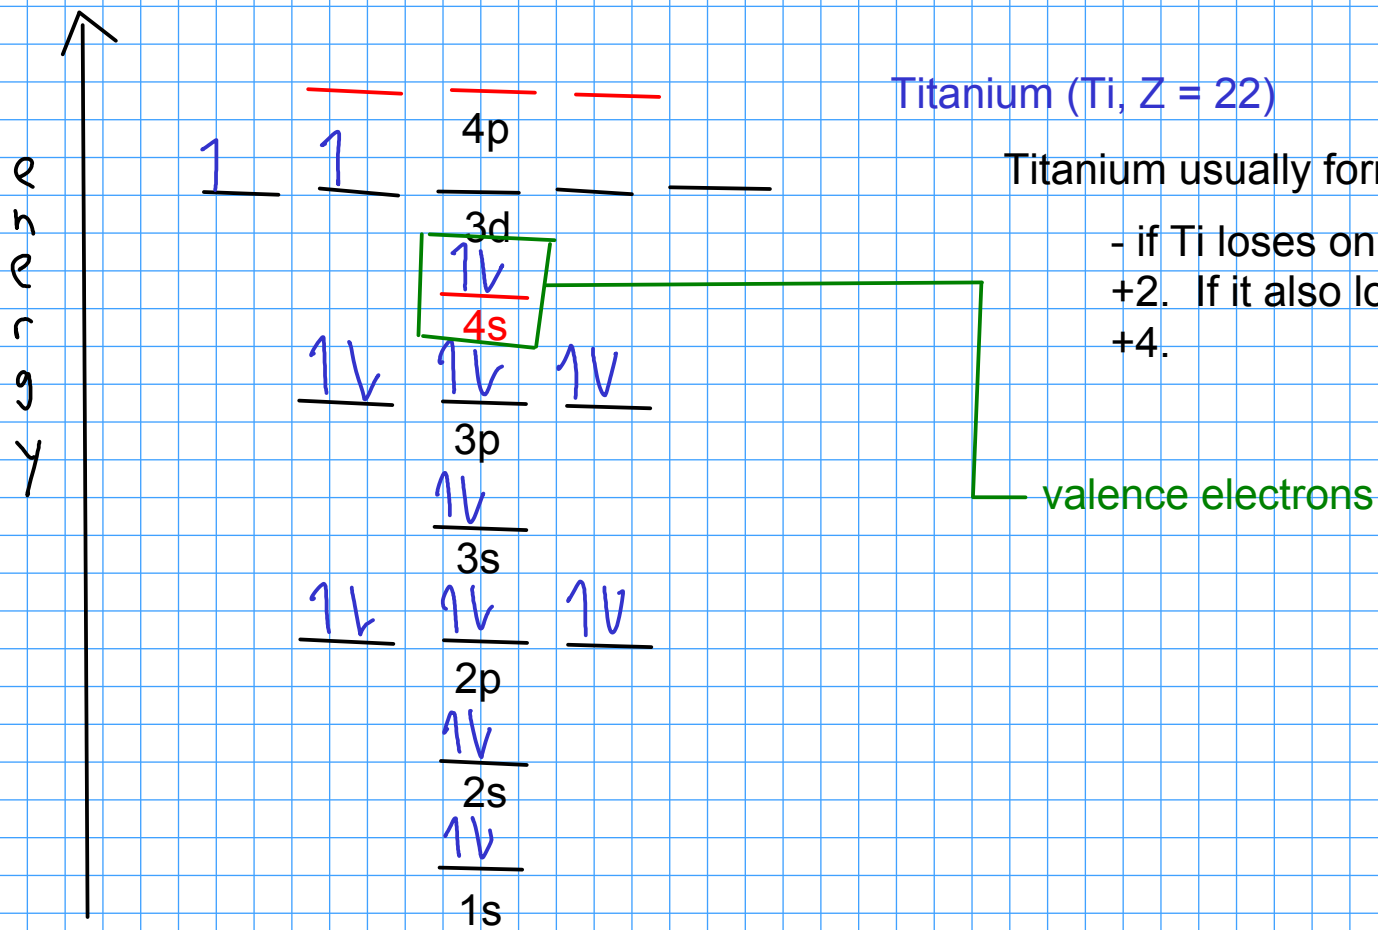 Titanium (Ti, Z = 22)
4p
Titanium usually for
3d
- if Ti loses on
+2. If it also lo
4s
+4.
energy
3p
valence electrons
3s
2p
2s
1s